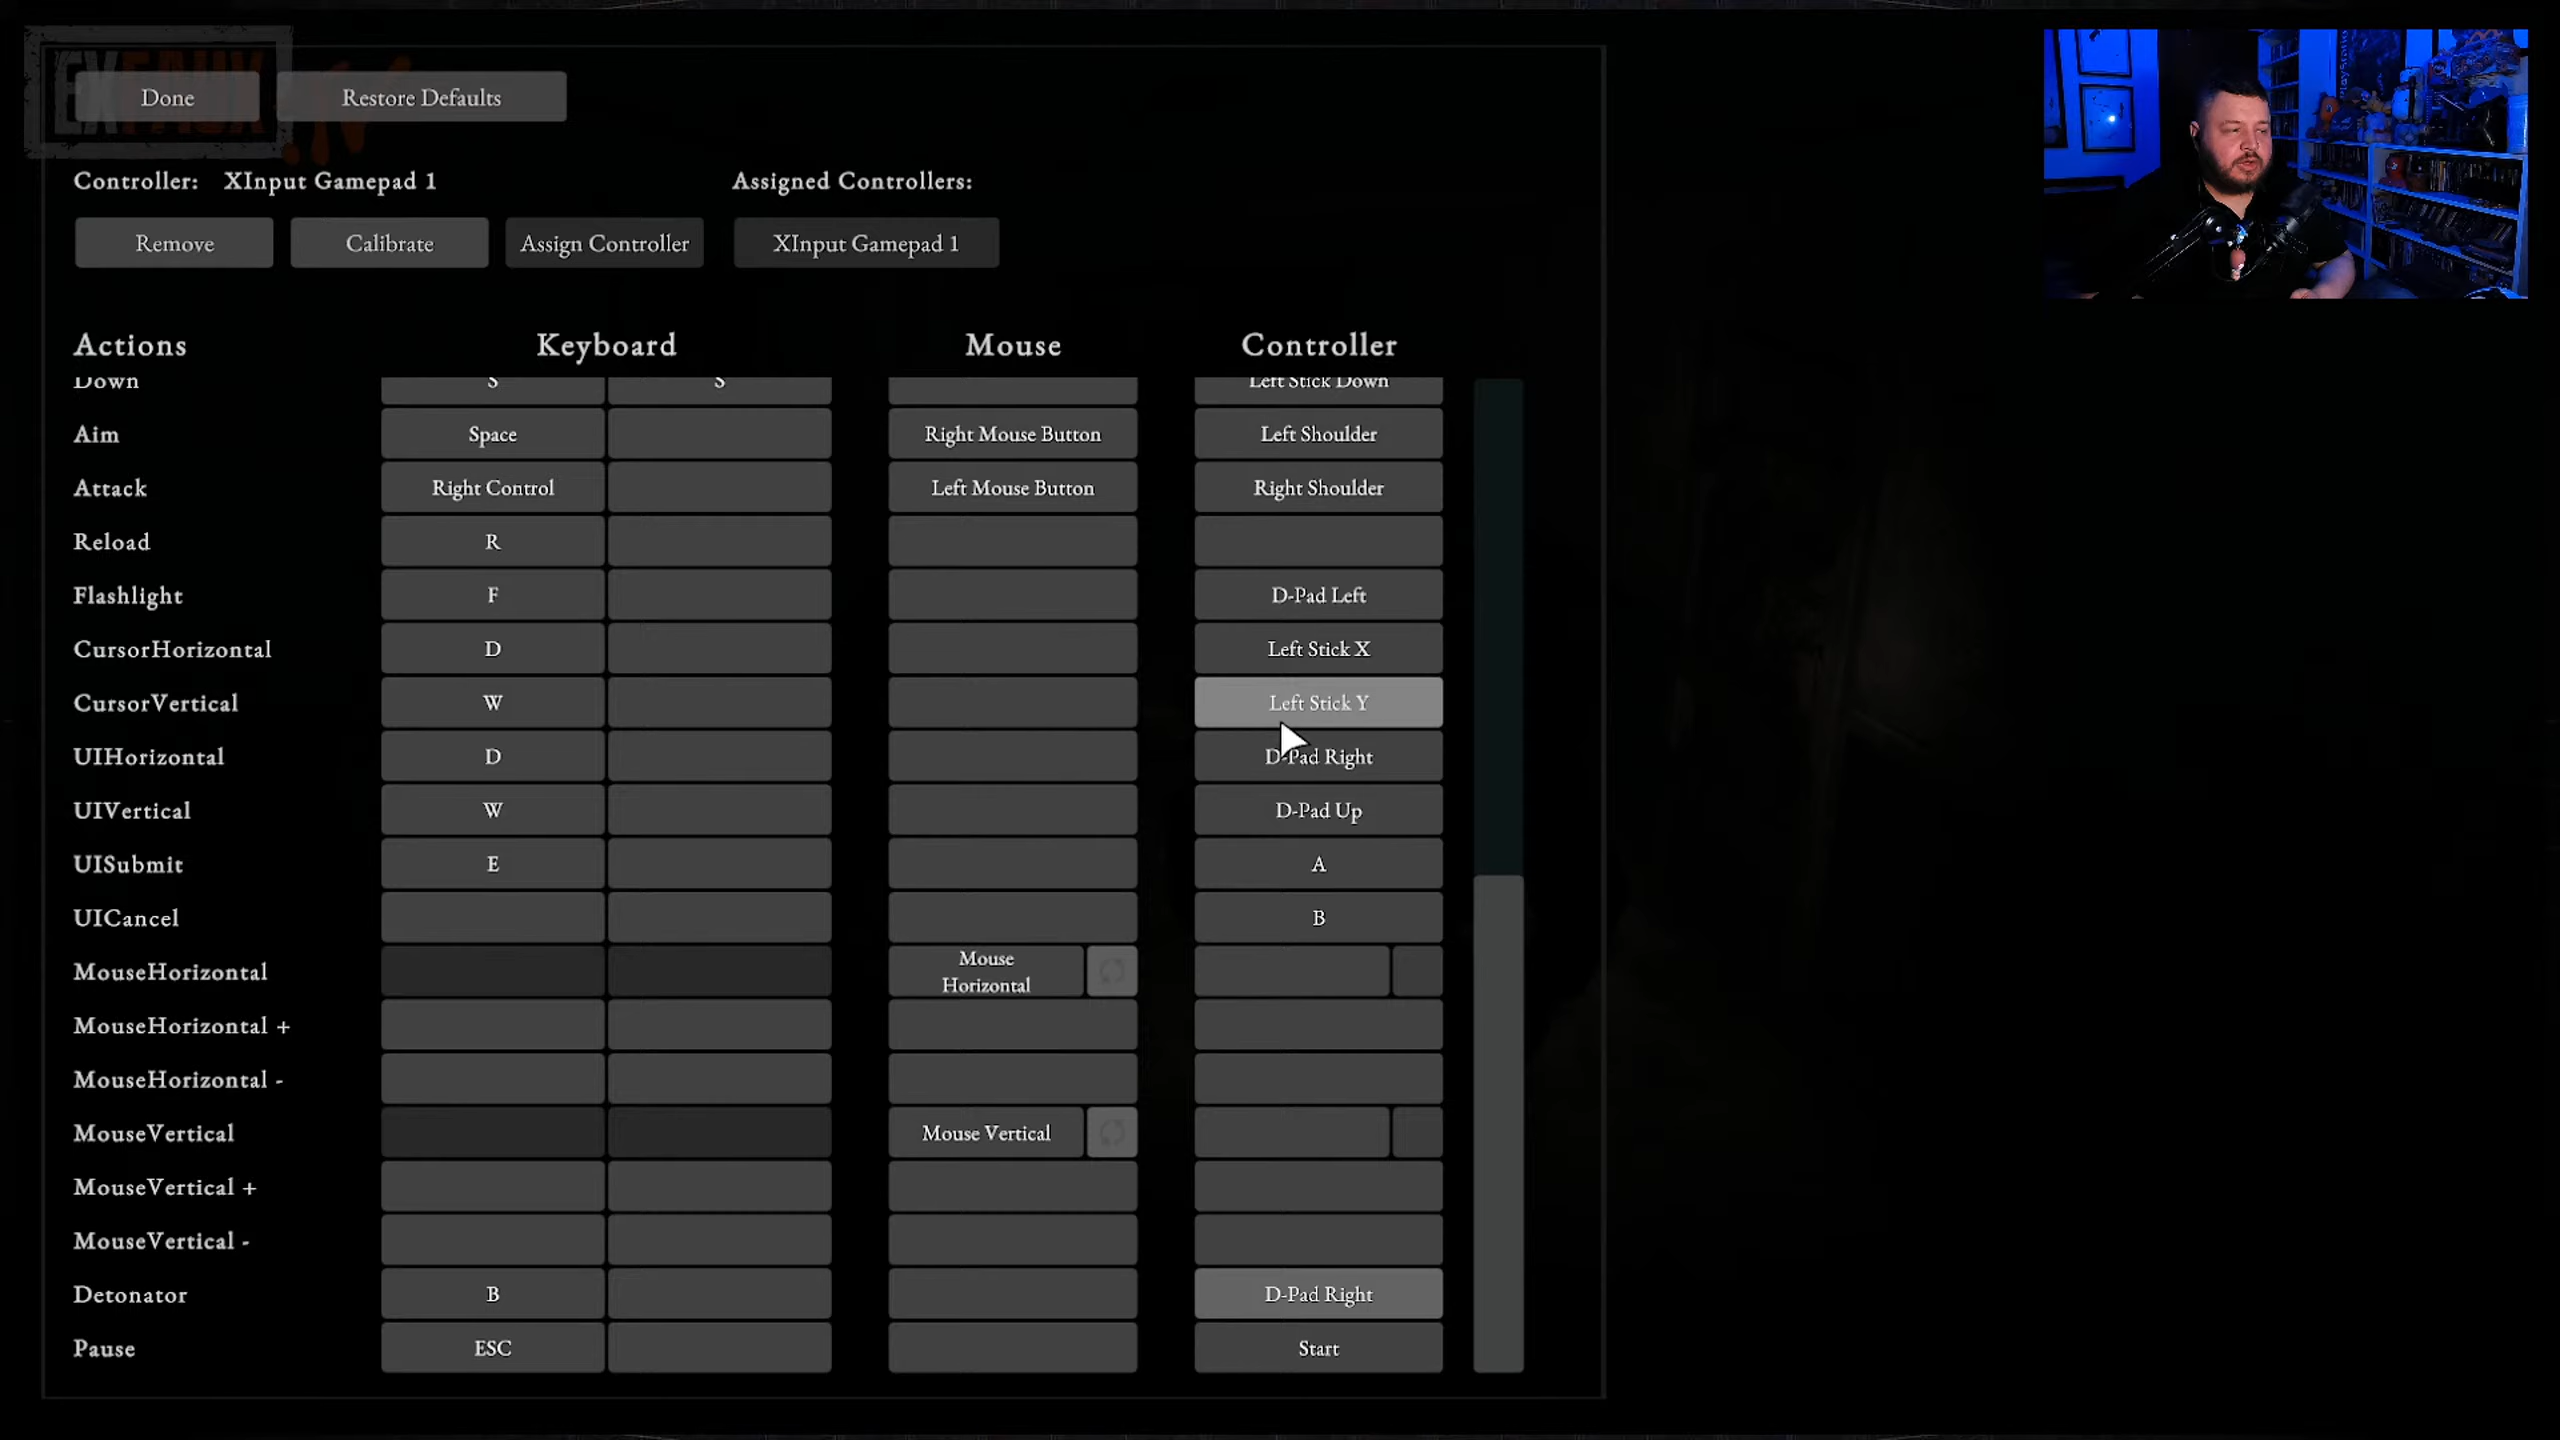 EXFAUX .TV
Done Restore Defaults
Controller: XInput Gamepad 1 Assigned Controllers:
Remove Calibrate Assign Controller XInput Gamepad 1
Actions Keyboard Mouse Controller
Down S S Left Stick Down
Aim Space Right Mouse Button Left Shoulder
Attack Right Control Left Mouse Button Right Shoulder
Reload R
Flashlight F D-Pad Left
CursorHorizontal D Left Stick X
CursorVertical W Left Stick Y
UIHorizontal D D-Pad Right
UIVertical W D-Pad Up
UISubmit E A
UICancel B
MouseHorizontal Mouse
Horizontal
MouseHorizontal +
MouseHorizontal -
MouseVertical Mouse Vertical
MouseVertical +
MouseVertical -
Detonator B D-Pad Right
Pause ESC Start